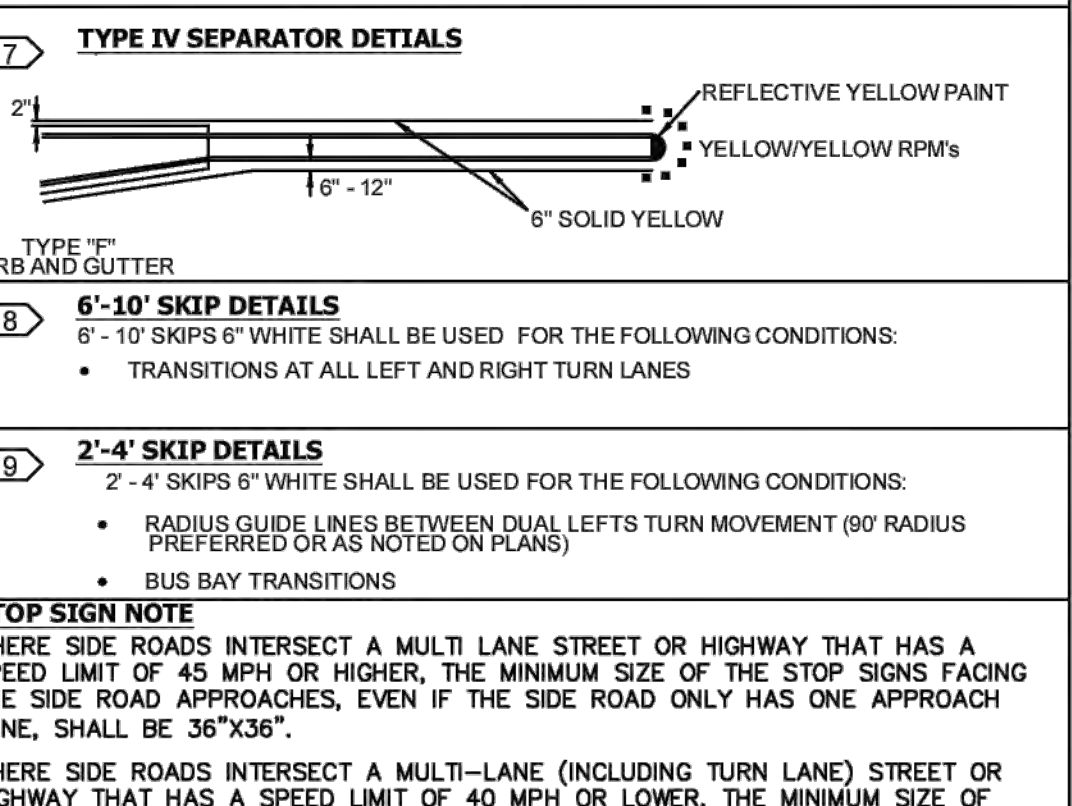 7
TYPE IV SEPARATOR DETIALS
2"
REFLECTIVE YELLOW PAINT
YELLOW/YELLOW RPM's
6" - 12"
6" SOLID YELLOW
TYPE "F"
RB AND GUTTER
8
6'-10' SKIP DETAILS
6' - 10' SKIPS 6" WHITE SHALL BE USED FOR THE FOLLOWING CONDITIONS:
• TRANSITIONS AT ALL LEFT AND RIGHT TURN LANES
9
2'-4' SKIP DETAILS
2' - 4' SKIPS 6" WHITE SHALL BE USED FOR THE FOLLOWING CONDITIONS:
• RADIUS GUIDE LINES BETWEEN DUAL LEFTS TURN MOVEMENT (90' RADIUS
PREFERRED OR AS NOTED ON PLANS)
• BUS BAY TRANSITIONS
TOP SIGN NOTE
HERE SIDE ROADS INTERSECT A MULTI LANE STREET OR HIGHWAY THAT HAS A
PEED LIMIT OF 45 MPH OR HIGHER, THE MINIMUM SIZE OF THE STOP SIGNS FACING
E SIDE ROAD APPROACHES, EVEN IF THE SIDE ROAD ONLY HAS ONE APPROACH
NE, SHALL BE 36"X36".
HERE SIDE ROADS INTERSECT A MULTI-LANE (INCLUDING TURN LANE) STREET OR
GHWAY THAT HAS A SPEED LIMIT OF 40 MPH OR LOWER, THE MINIMUM SIZE OF